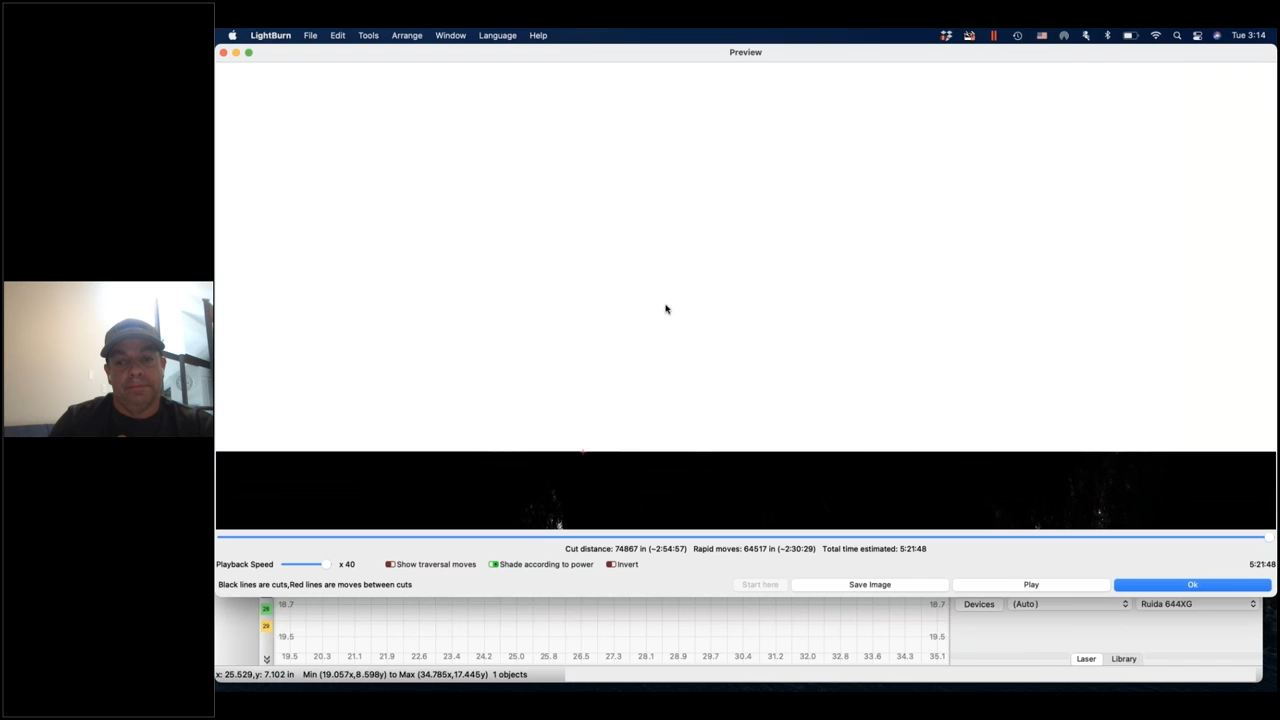 LightBurn File Edit Tools Arrange Window Language Help Tue 3:14
Preview
Cut distance: 74867 in (~2:54:57) Rapid moves: 64517 in (~2:30:29) Total time estimated: 5:21:48
Playback Speed x 40 Show traversal moves Shade according to power Invert 5:21:48
Black lines are cuts,Red lines are moves between cuts Start here Save Image Play Ok
28 18.7 18.7 Devices (Auto) Ruida 644XG
29
19.5 19.5
19.5 20.3 21.1 21.9 22.6 23.4 24.2 25.0 25.8 26.5 27.3 28.1 28.9 29.7 30.4 31.2 32.0 32.8 33.6 34.3 35.1
Laser Library
x: 25.529,y: 7.102 in Min (19.057x,8.598y) to Max (34.785x,17.445y) 1 objects